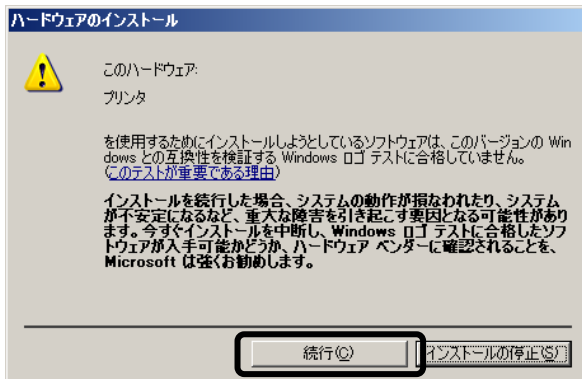 ハードウェアのインストール
このハードウェア:
プリンタ
を使用するためにインストールしようとしているソフトウェアは、このバージョンの Win
dows との互換性を検証する Windows ロゴ テストに合格していません。
(このテストが重要である理由)
インストールを続行した場合、システムの動作が損なわれたり、システム
が不安定になるなど、重大な障害を引き起こす要因となる可能性があり
ます。今すぐインストールを中断し、Windows ロゴ テストに合格したソフ
トウェアが入手可能かどうか、ハードウェア ベンダーに確認されることを、
Microsoft は強くお勧めします。
続行(C)
インストールの停止(S)